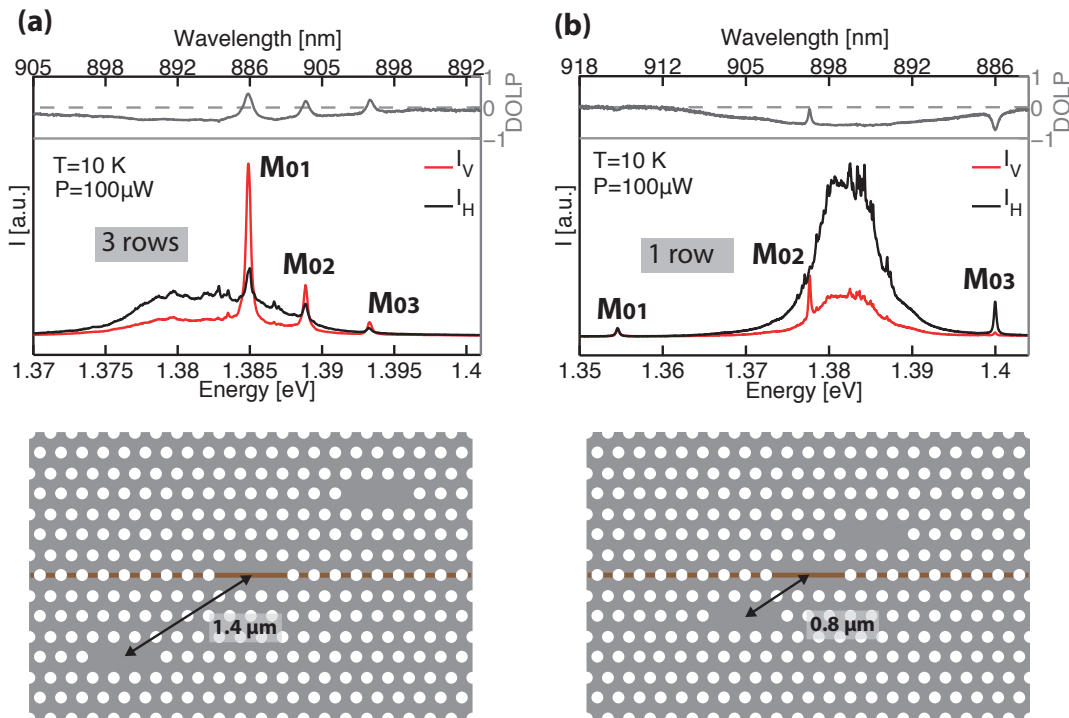 (a)
Wavelength [nm]
905 898 892 886 905 898 892
1
0
−1
DOLP
T=10 K
P=100µW
M01
I_V
I_H
3 rows
M02
M03
I [a.u.]
1.37 1.375 1.38 1.385 1.39 1.395 1.4
Energy [eV]
1.4 µm
(b)
Wavelength [nm]
918 912 905 898 892 886
1
0
−1
DOLP
T=10 K
P=100µW
I_V
I_H
1 row
M02
M01
M03
I [a.u.]
1.35 1.36 1.37 1.38 1.39 1.4
Energy [eV]
0.8 µm